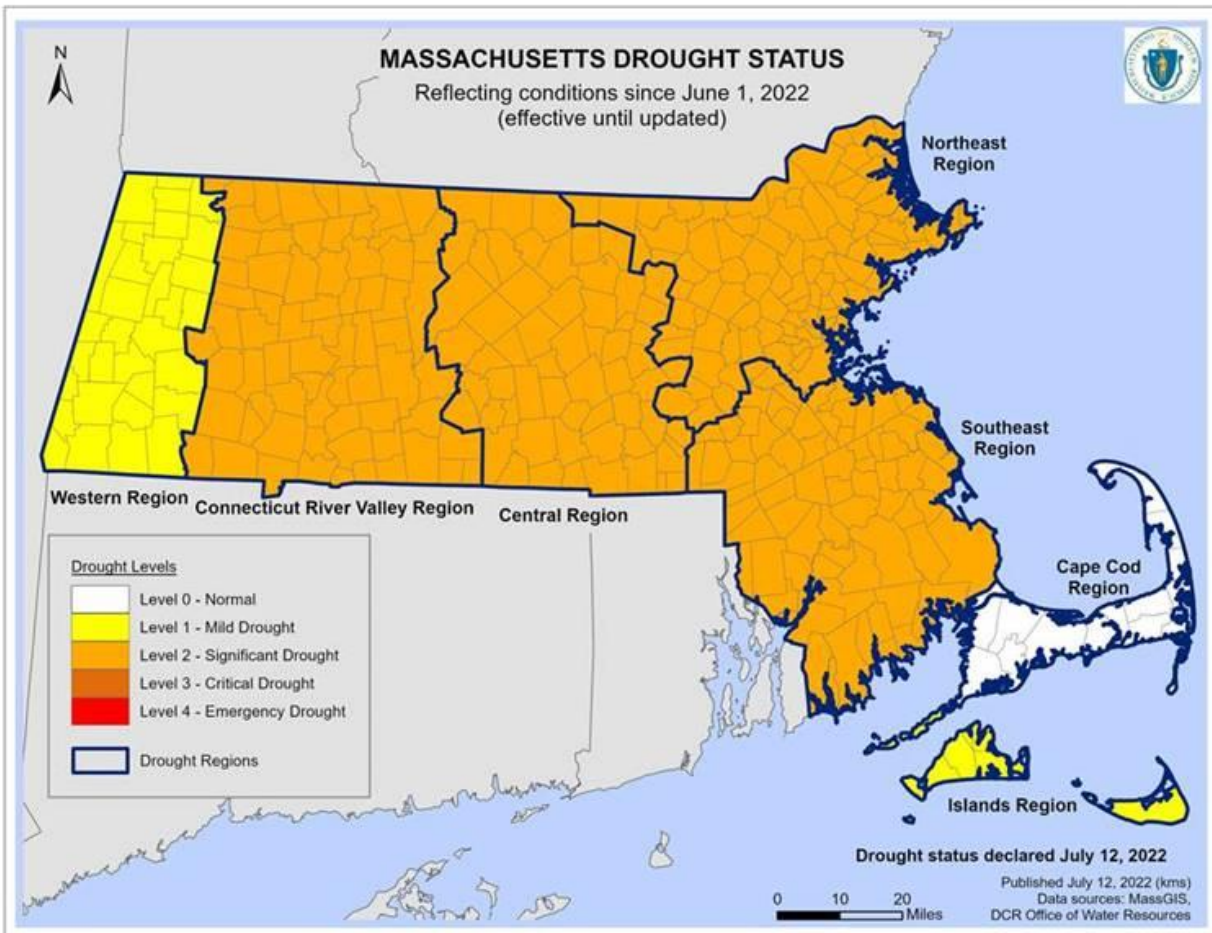 N
MASSACHUSETTS DROUGHT STATUS
Reflecting conditions since June 1, 2022
(effective until updated)
Northeast
Region
Southeast
Region
Cape Cod
Region
Western Region
Connecticut River Valley Region
Central Region
Islands Region
Drought Levels
Level 0 - Normal
Level 1 - Mild Drought
Level 2 - Significant Drought
Level 3 - Critical Drought
Level 4 - Emergency Drought
Drought Regions
Drought status declared July 12, 2022
Published July 12, 2022 (kms)
Data sources: MassGIS,
DCR Office of Water Resources
0 10 20
Miles